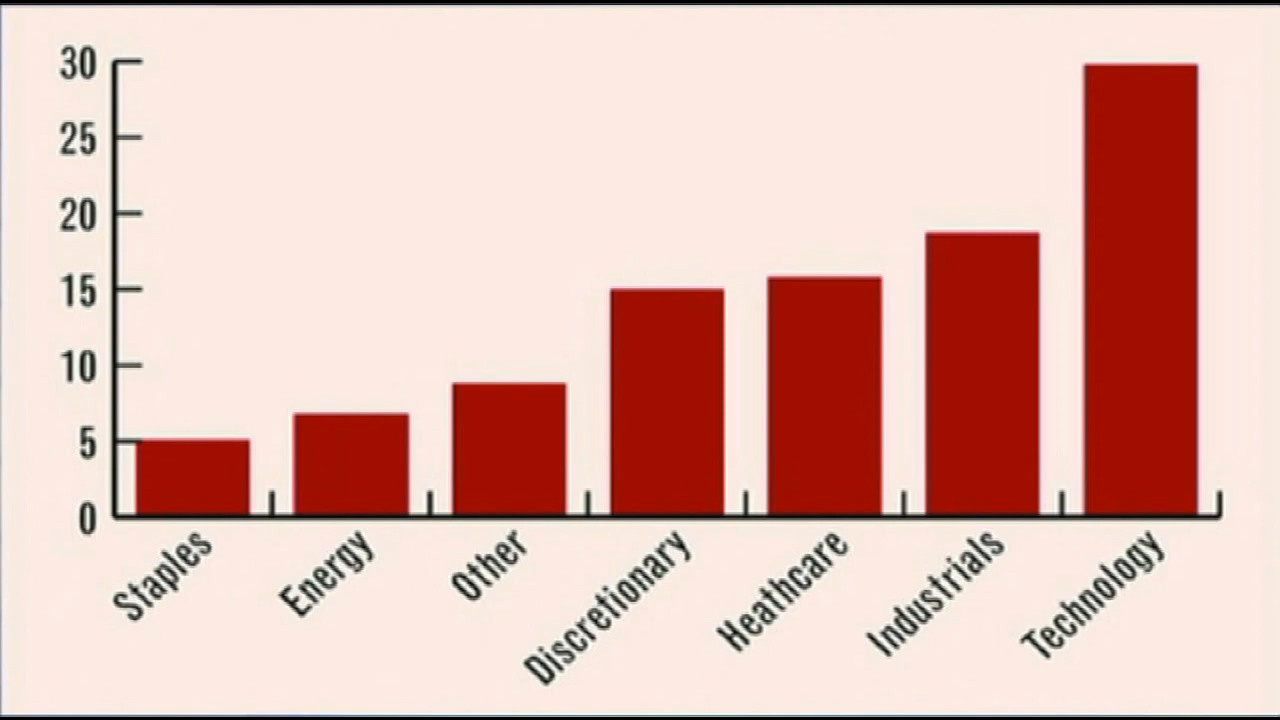 30
25
20
15
10
5
0
Staples
Energy
Other
Discretionary
Heathcare
Industrials
Technology